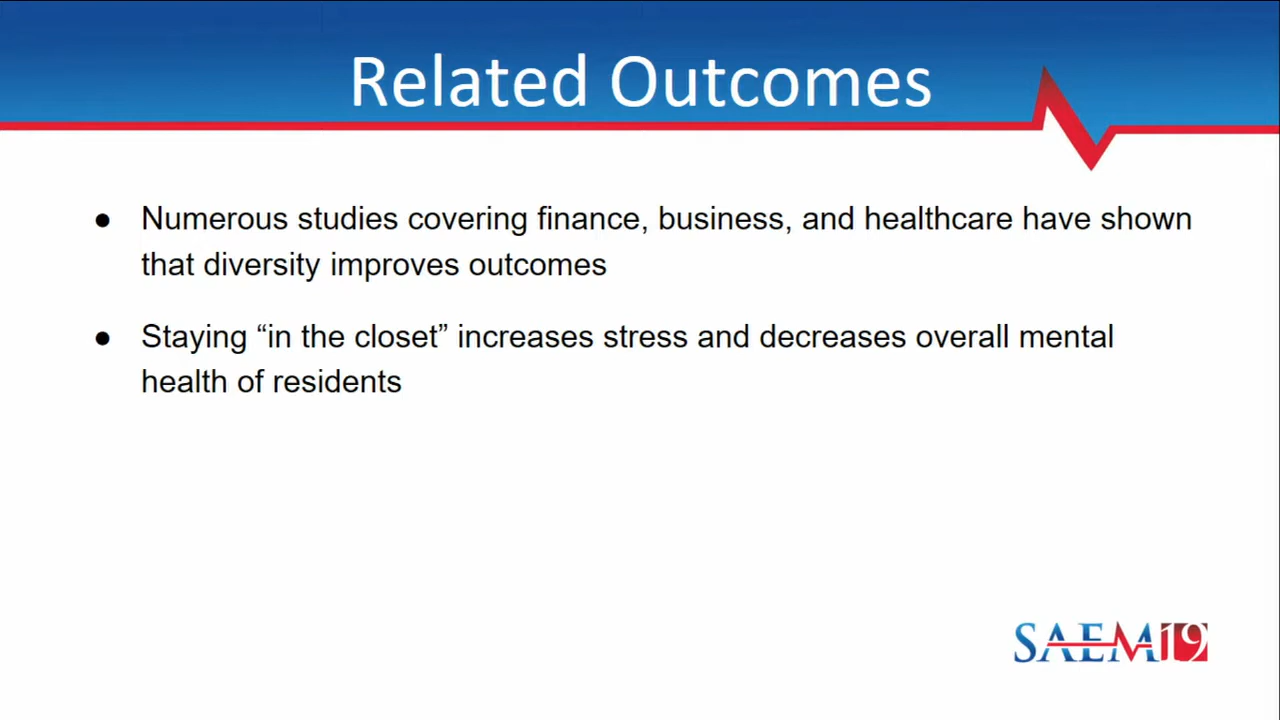 Related Outcomes
● Numerous studies covering finance, business, and healthcare have shown
that diversity improves outcomes
● Staying “in the closet” increases stress and decreases overall mental
health of residents
SAEM19